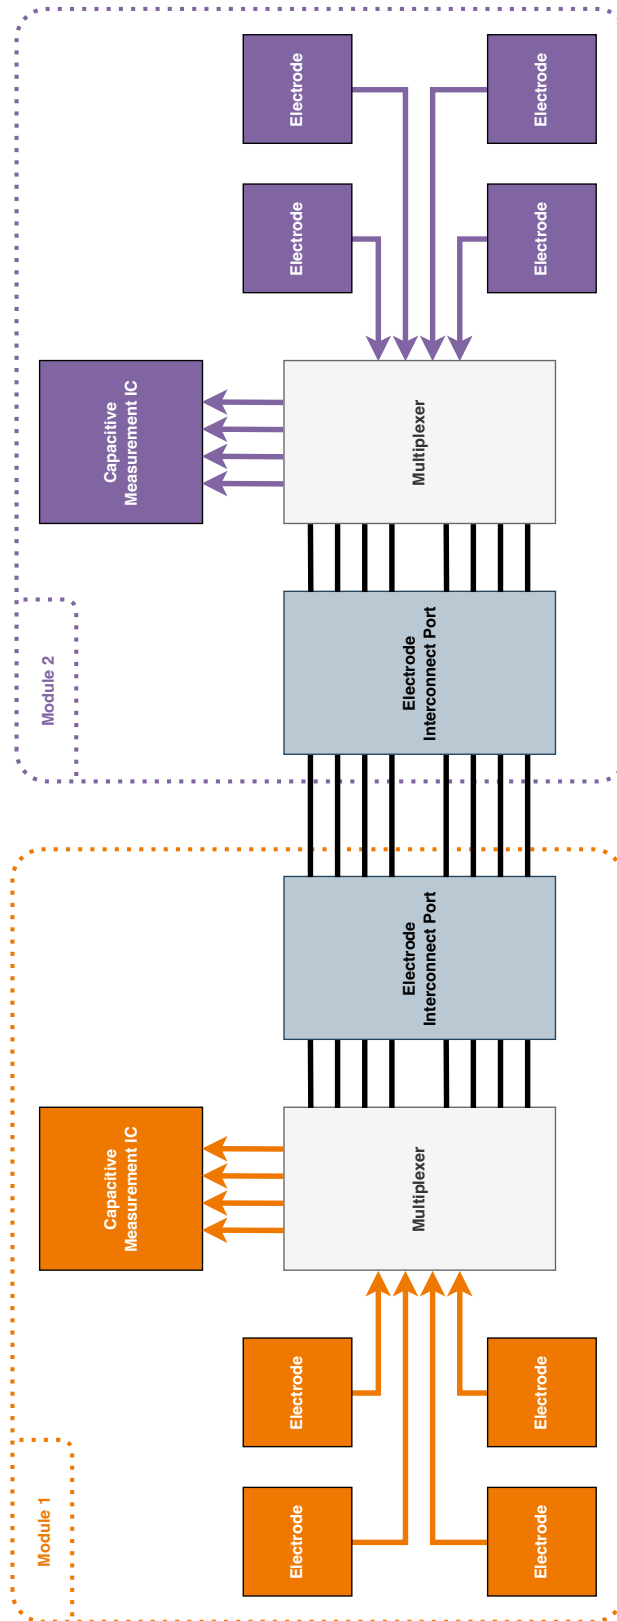 Module 1
Capacitive
Measurement IC
Electrode
Electrode
Multiplexer
Electrode
Interconnect Port
Electrode
Electrode
Module 2
Capacitive
Measurement IC
Electrode
Electrode
Electrode
Interconnect Port
Multiplexer
Electrode
Electrode